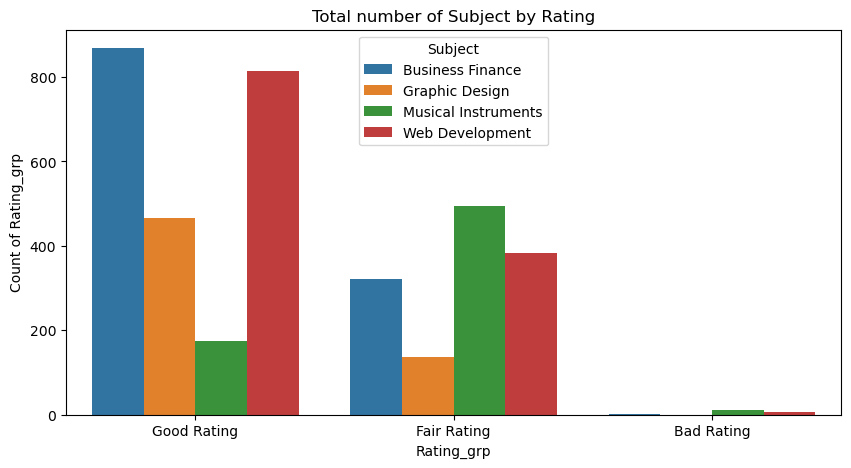 Total number of Subject by Rating
Subject
Business Finance
Graphic Design
Musical Instruments
Web Development
Count of Rating_grp
800
600
400
200
0
Good Rating
Fair Rating
Bad Rating
Rating_grp